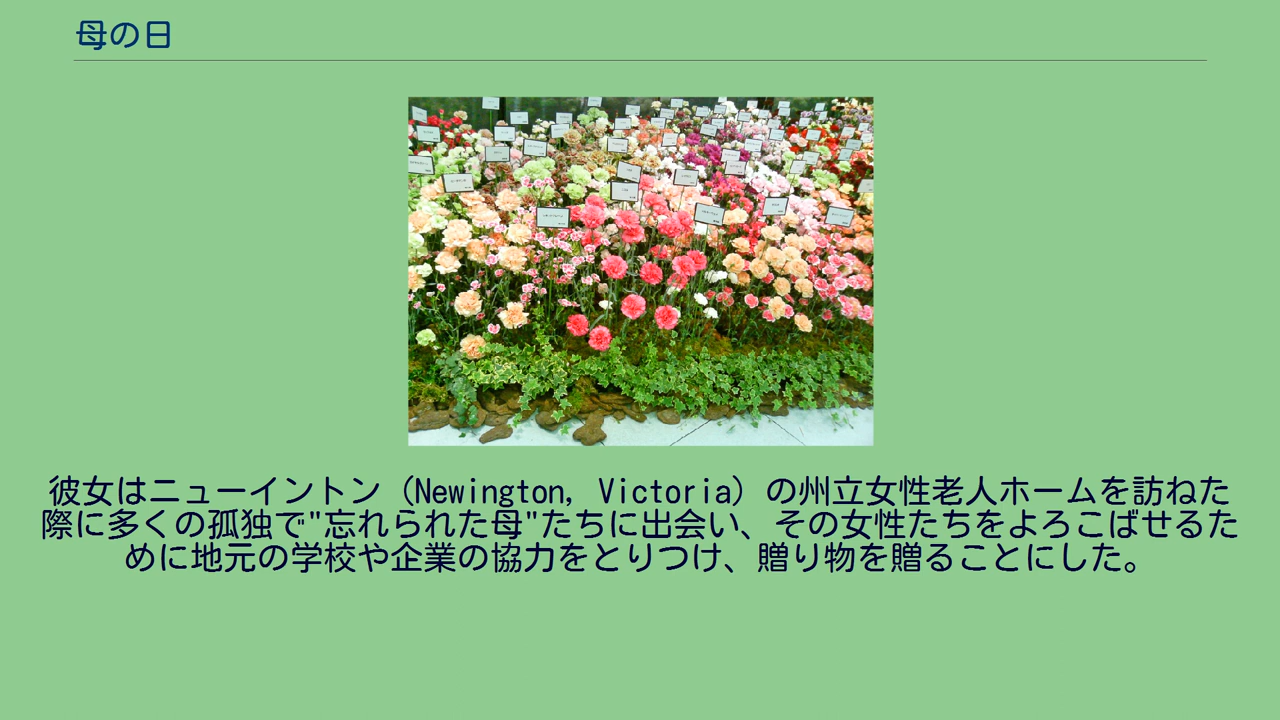 母の日
彼女はニューイントン（Newington, Victoria）の州立女性老人ホームを訪ねた
際に多くの孤独で"忘れられた母"たちに出会い、その女性たちをよろこばせるた
めに地元の学校や企業の協力をとりつけ、贈り物を贈ることにした。